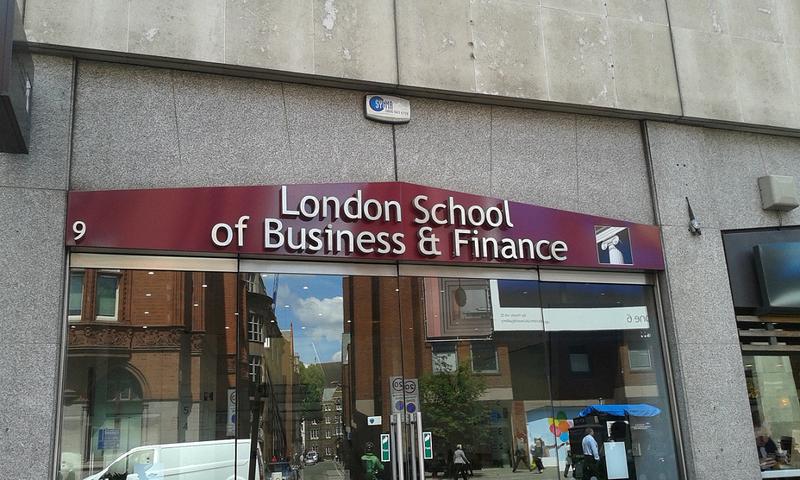 9
London School
of Business & Finance